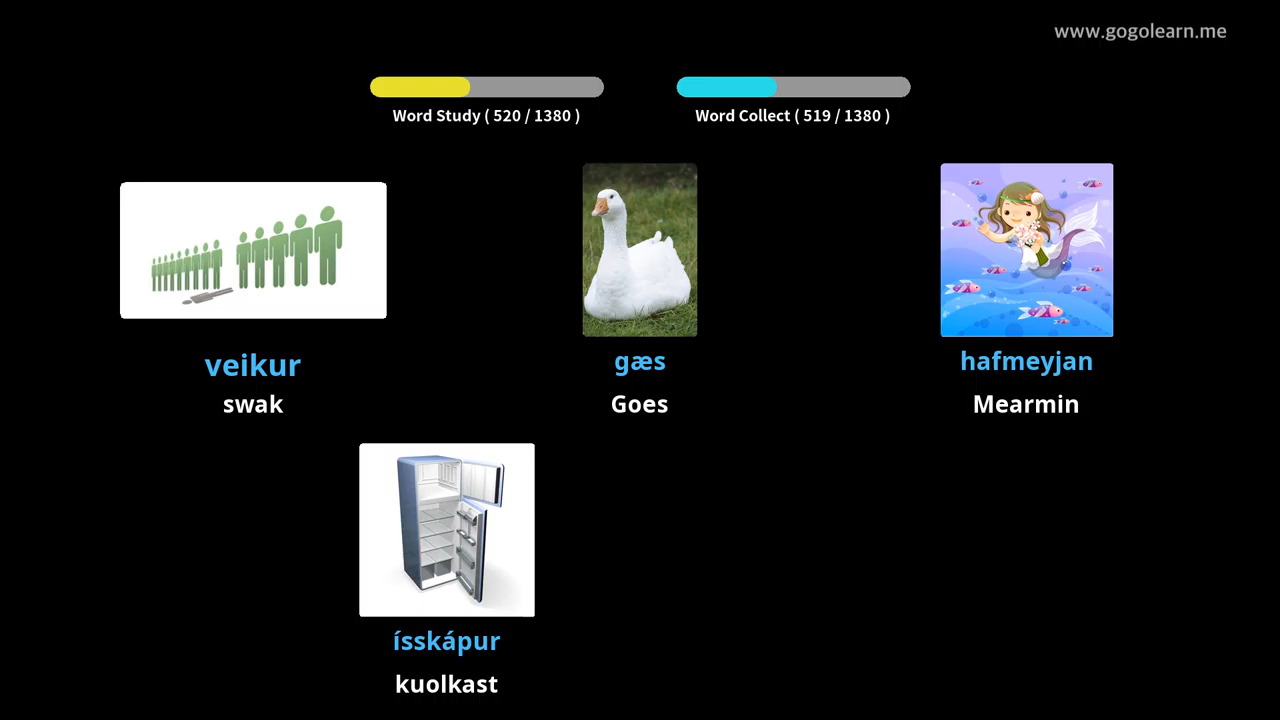 www.gogolearn.me
Word Study ( 520 / 1380 )
Word Collect ( 519 / 1380 )
veikur
swak
gæs
Goes
hafmeyjan
Mearmin
ísskápur
kuolkast